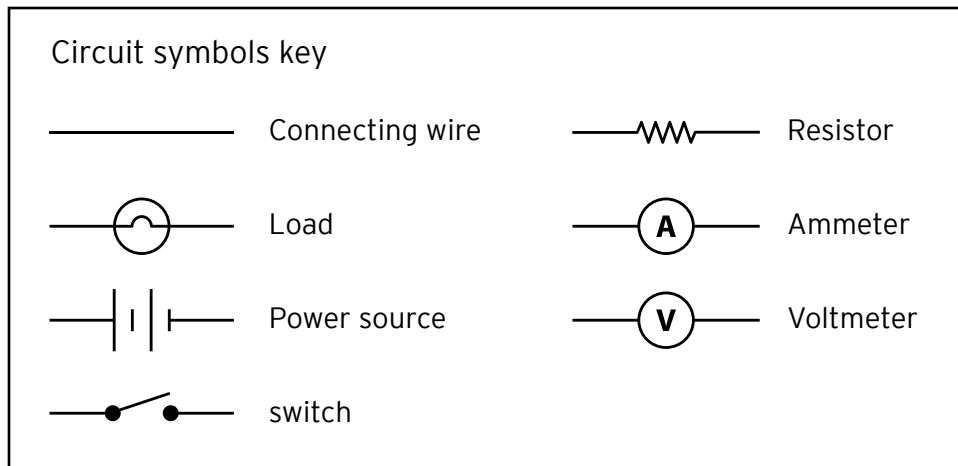 Circuit symbols key
Connecting wire
Resistor
Load
A
Ammeter
Power source
V
Voltmeter
switch